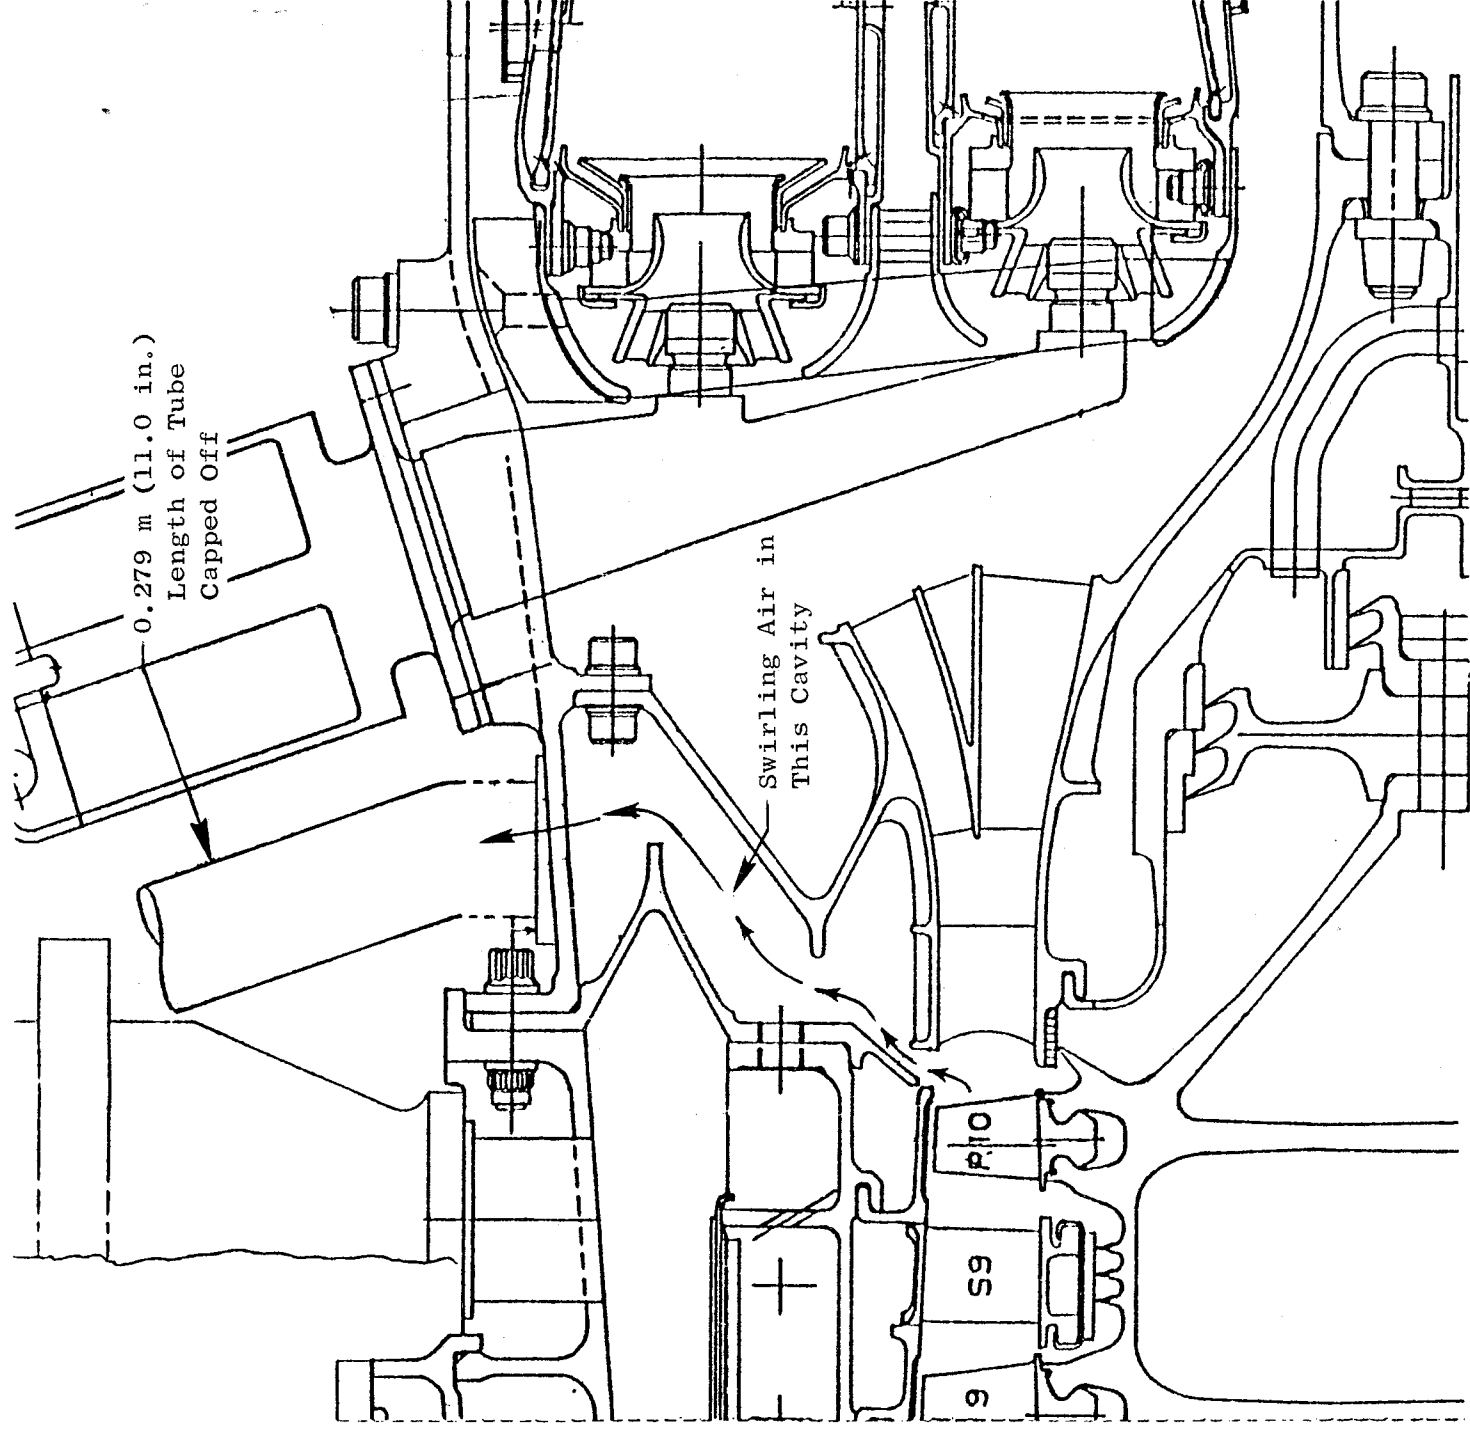 0.279 m (11.0 in.)
Length of Tube
Capped Off
Swirling Air in
This Cavity
R10
S9
9